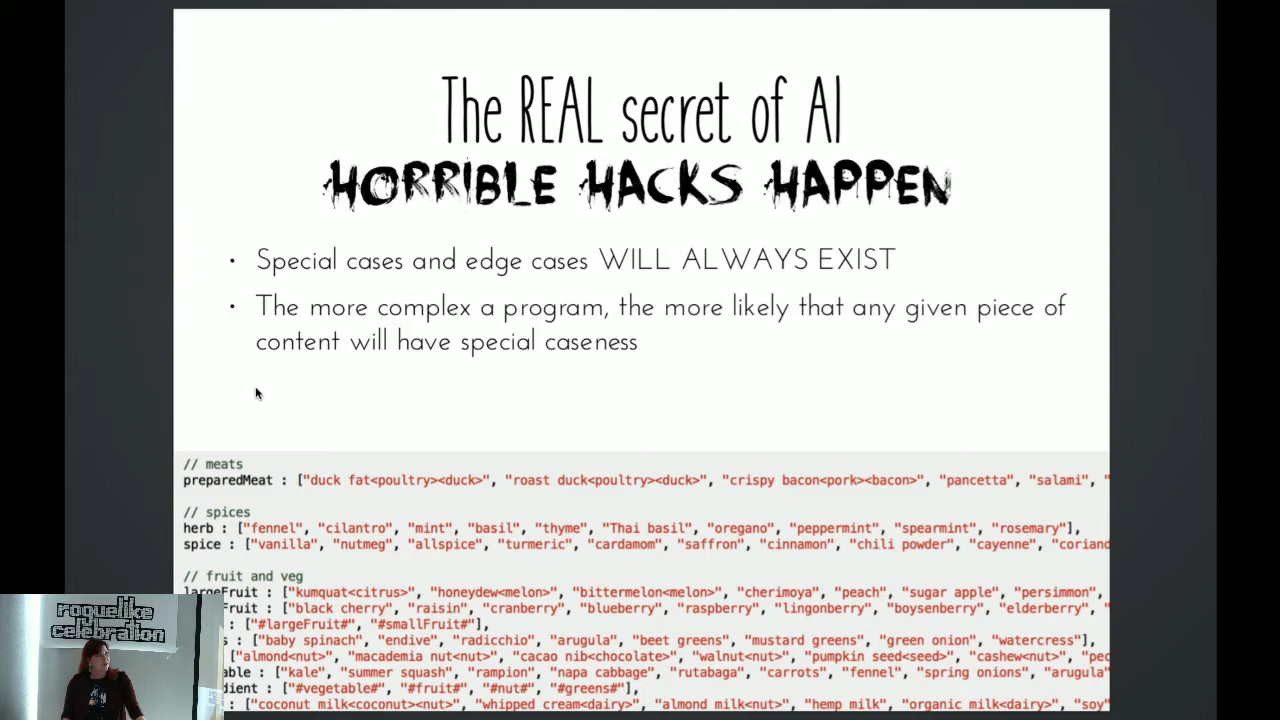 The REAL secret of AI
HORRIBLE HACKS HAPPEN
• Special cases and edge cases WILL ALWAYS EXIST
• The more complex a program, the more likely that any given piece of
content will have special caseness
// meats
preparedMeat : ["duck fat<poultry><duck>", "roast duck<poultry><duck>", "crispy bacon<pork><bacon>", "pancetta", "salami", "
// spices
herb : ["fennel", "cilantro", "mint", "basil", "thyme", "Thai basil", "oregano", "peppermint", "spearmint", "rosemary"],
spice : ["vanilla", "nutmeg", "allspice", "turmeric", "cardamom", "saffron", "cinnamon", "chili powder", "cayenne", "coriand
// fruit and veg
largeFruit : ["kumquat<citrus>", "honeydew<melon>", "bittermelon<melon>", "cherimoya", "peach", "sugar apple", "persimmon",
Fruit : ["black cherry", "raisin", "cranberry", "blueberry", "raspberry", "lingonberry", "boysenberry", "elderberry", "
: ["#largeFruit#", "#smallFruit#"],
s : ["baby spinach", "endive", "radicchio", "arugula", "beet greens", "mustard greens", "green onion", "watercress"],
["almond<nut>", "macademia nut<nut>", "cacao nib<chocolate>", "walnut<nut>", "pumpkin seed<seed>", "cashew<nut>", "pec
able : ["kale", "summer squash", "rampion", "napa cabbage", "rutabaga", "carrots", "fennel", "spring onions", "arugula"
dient : ["#vegetable#", "#fruit#", "#nut#", "#greens#"],
: ["coconut milk<coconut><nut>", "whipped cream<dairy>", "almond milk<nut>", "hemp milk", "organic milk<dairy>", "soy"
roguelike
celebration